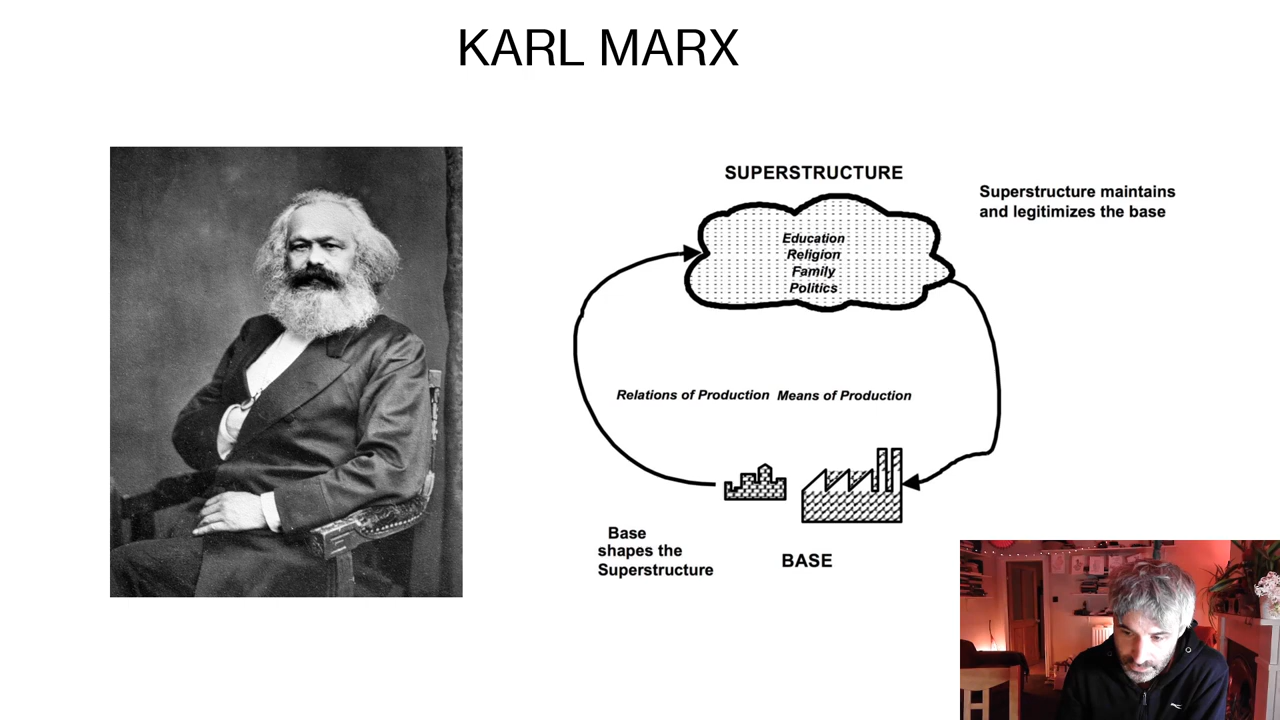 KARL MARX
SUPERSTRUCTURE
Superstructure maintains
and legitimizes the base
Education
Religion
Family
Politics
Relations of Production Means of Production
Base
shapes the
Superstructure
BASE